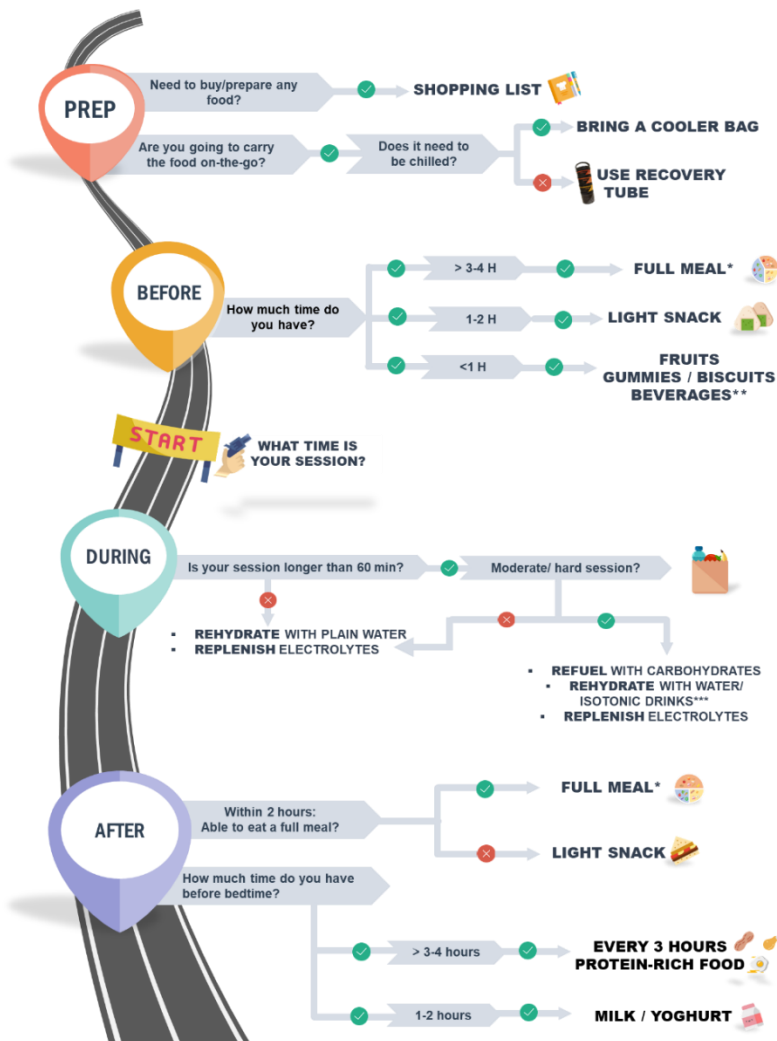 PREP
Need to buy/prepare any
food?
SHOPPING LIST
Are you going to carry
the food on-the-go?
Does it need to
be chilled?
BRING A COOLER BAG
USE RECOVERY
TUBE
BEFORE
How much time do
you have?
> 3-4 H
FULL MEAL*
1-2 H
LIGHT SNACK
<1 H
FRUITS
GUMMIES / BISCUITS
BEVERAGES**
START
WHAT TIME IS
YOUR SESSION?
DURING
Is your session longer than 60 min?
Moderate/ hard session?
▪ REHYDRATE WITH PLAIN WATER
▪ REPLENISH ELECTROLYTES
▪ REFUEL WITH CARBOHYDRATES
▪ REHYDRATE WITH WATER/
ISOTONIC DRINKS***
▪ REPLENISH ELECTROLYTES
AFTER
Within 2 hours:
Able to eat a full meal?
FULL MEAL*
LIGHT SNACK
How much time do you have
before bedtime?
> 3-4 hours
EVERY 3 HOURS
PROTEIN-RICH FOOD
1-2 hours
MILK / YOGHURT